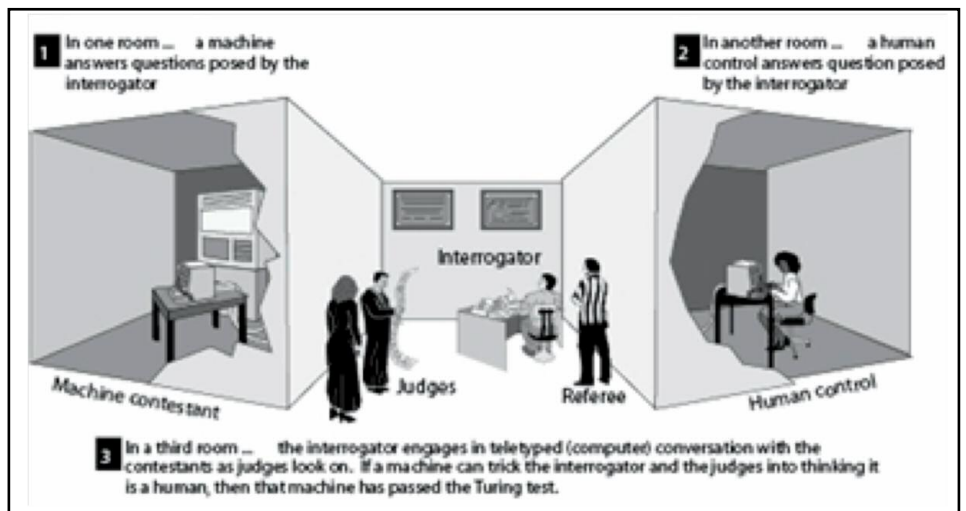 1 In one room ... a machine
answers questions posed by the
interrogator
2 In another room ... a human
control answers question posed
by the interrogator
Interrogator
Judges
Referee
Machine contestant
Human control
3 In a third room ... the interrogator engages in teletyped (computer) conversation with the
contestants as judges look on. If a machine can trick the interrogator and the judges into thinking it
is a human, then that machine has passed the Turing test.